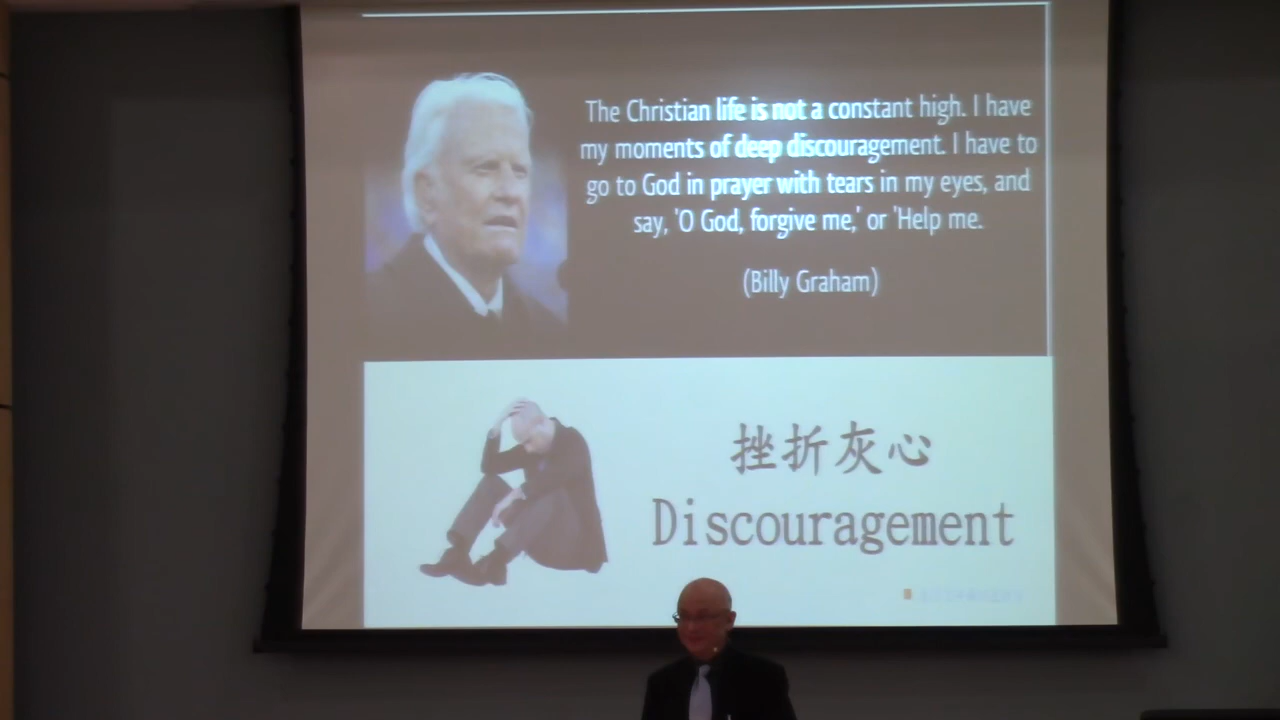 The Christian life is not a constant high. I have
my moments of deep discouragement. I have to
go to God in prayer with tears in my eyes, and
say, 'O God, forgive me,' or 'Help me.
(Billy Graham)
挫折灰心
Discouragement